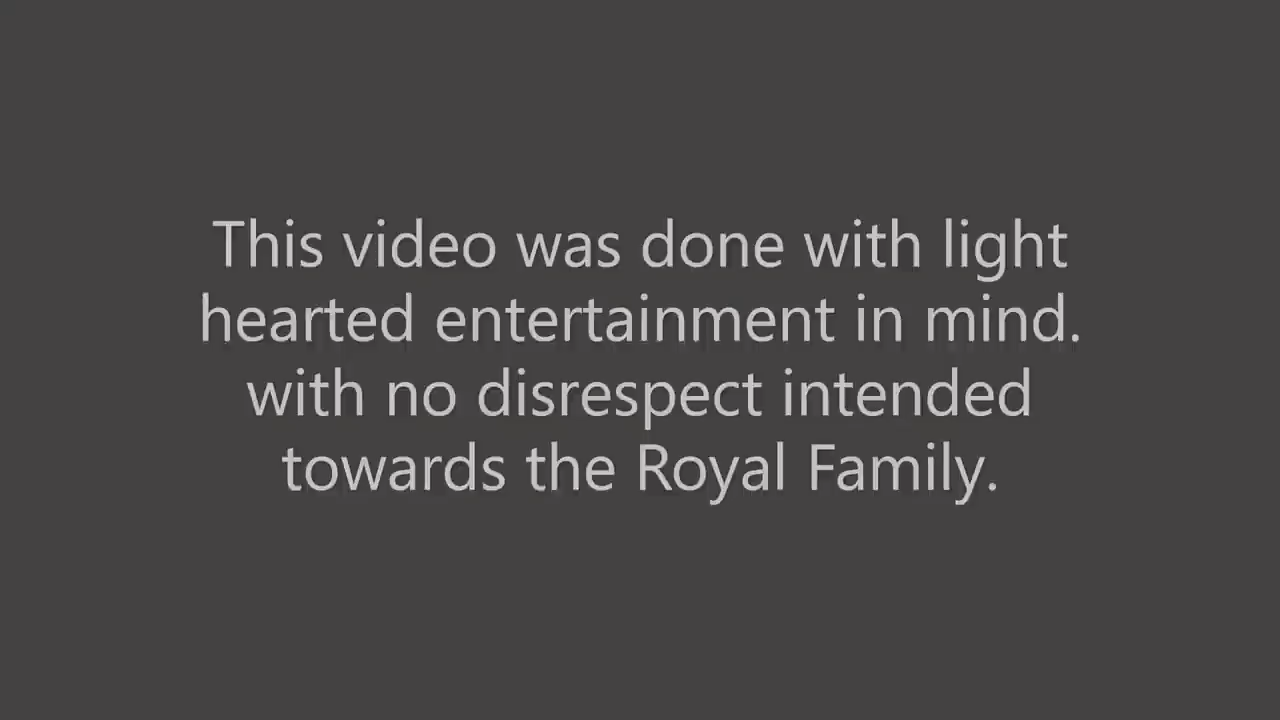 This video was done with light
hearted entertainment in mind.
with no disrespect intended
towards the Royal Family.